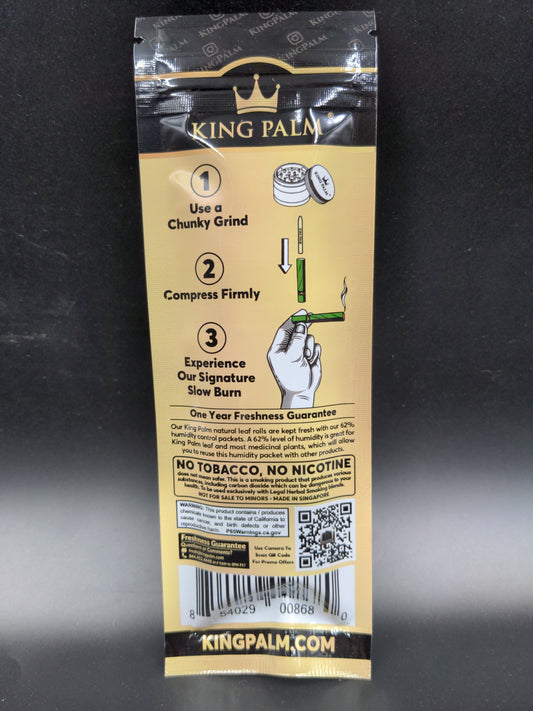 KINGPALM
KINGPALM
KINGPALM
KING PALM®
1
Use a
Chunky Grind
KING PALM
2
Compress Firmly
3
Experience
Our Signature
Slow Burn
One Year Freshness Guarantee
Our King Palm natural leaf rolls are kept fresh with our 62%
humidity control packets. A 62% level of humidity is great for
King Palm leaf and most medicinal plants, which will allow
you to reuse this humidity packet with other products.
NO TOBACCO, NO NICOTINE
does not mean safer. This is a smoking product that produces various
substances, including carbon dioxide which can be dangerous to your
health. To be used exclusively with Legal Herbal Smoking blends.
NOT FOR SALE TO MINORS - MADE IN SINGAPORE
WARNING: This product contains / produces
chemicals known to the state of California to
cause cancer, and birth defects or other
reproductive harm. P65Warnings.ca.gov
Freshness Guarantee
Questions or Comments?
Use Camera To
Scan QR Code
For Promo Offers
8 54029 00868 0
KINGPALM.COM